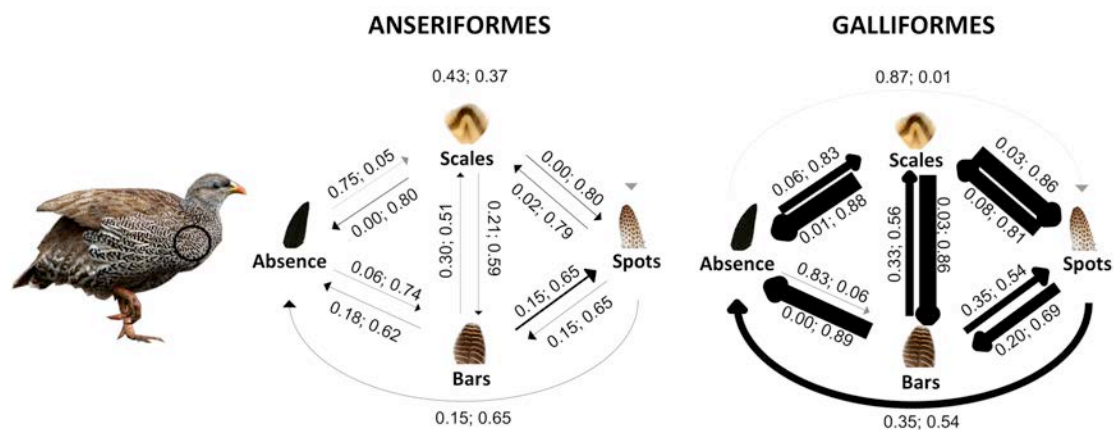 ANSERIFORMES
0.43; 0.37
Scales
0.75; 0.05
0.00; 0.80
0.00; 0.80
0.02; 0.79
0.30; 0.51
0.21; 0.59
Absence
Spots
0.06; 0.74
0.18; 0.62
0.15; 0.65
0.15; 0.65
Bars
0.15; 0.65
GALLIFORMES
0.87; 0.01
Scales
0.06; 0.83
0.01; 0.88
0.03; 0.86
0.08; 0.81
0.33; 0.56
0.03; 0.86
Absence
Spots
0.83; 0.06
0.00; 0.89
0.35; 0.54
0.20; 0.69
Bars
0.35; 0.54